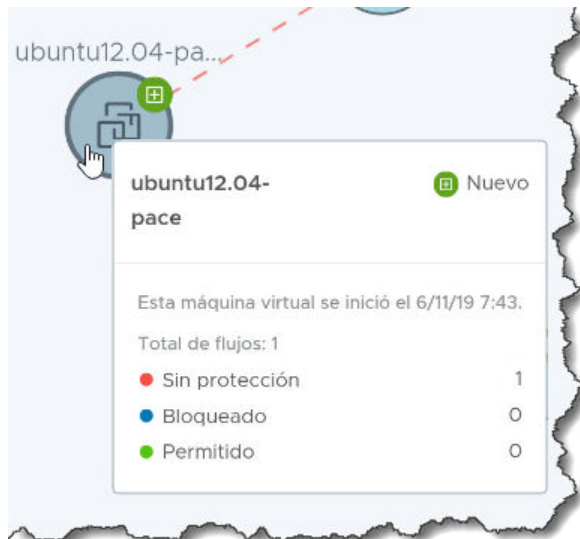 ubuntu12.04-pa...
ubuntu12.04-
pace
Nuevo
Esta máquina virtual se inició el 6/11/19 7:43.
Total de flujos: 1
Sin protección 1
Bloqueado 0
Permitido 0